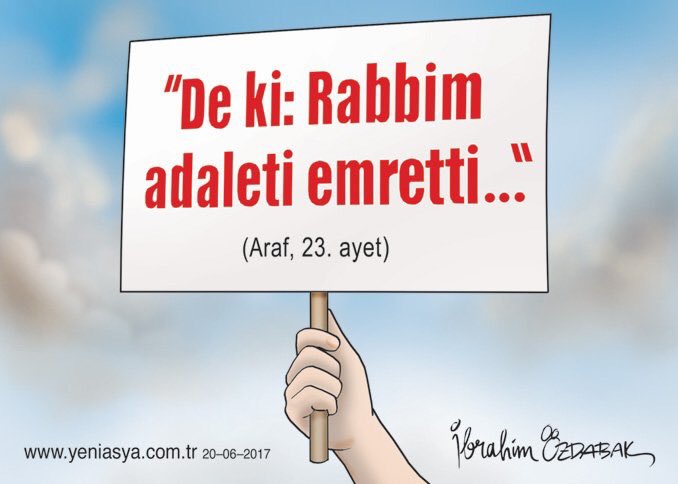 “De ki: Rabbim
adaleti emretti...“
(Araf, 23. ayet)
www.yeniasya.com.tr 20–06–2017
İbrahim ÖZDABAK